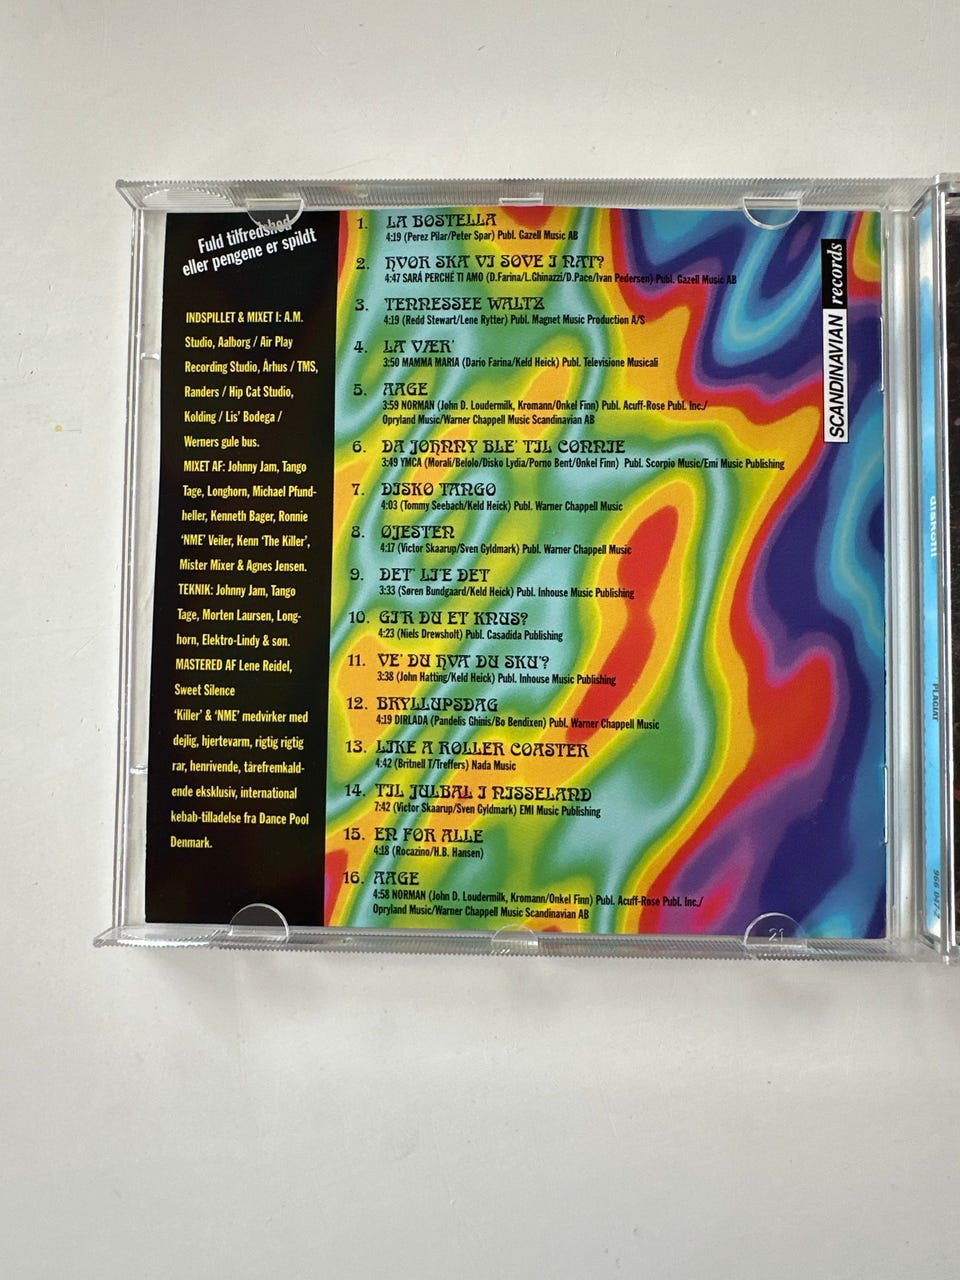 Fuld tilfredshed
eller pengene er spildt
INDSPILLET & MIXET I: A.M.
Studio, Aalborg / Air Play
Recording Studio, Århus / TMS,
Randers / Hip Cat Studio,
Kolding / Lis' Bodega /
Werners gule bus.
MIXET AF: Johnny Jam, Tango
Tage, Longhorn, Michael Pfund-
heller, Kenneth Bager, Ronnie
'NME' Veiler, Kenn 'The Killer',
Mister Mixer & Agnes Jensen.
TEKNIK: Johnny Jam, Tango
Tage, Morten Laursen, Long-
horn, Elektro-Lindy & søn.
MASTERED AF Lene Reidel,
Sweet Silence
'Killer' & 'NME' medvirker med
dejlig, hjertevarm, rigtig rigtig
rar, henrivende, tårefremkald-
ende eksklusiv, international
kebab-tilladelse fra Dance Pool
Denmark.
1. LA BOSTELLA
4:19 (Perez Pilar/Peter Spar) Publ. Gazell Music AB
2. HVOR SKA' VI SOVE I NAT?
4:47 SARÁ PERCHÉ TI AMO (D.Farina/L.Ghinazzi/D.Pace/Ivan Pedersen) Publ. Gazell Music AB
3. TENNESSEE WALTZ
4:19 (Redd Stewart/Lene Rytter) Publ. Magnet Music Production A/S
4. LA' VÆR'
3:50 MAMMA MARIA (Dario Farina/Keld Heick) Publ. Televisione Musicali
5. AAGE
3:59 NORMAN (John D. Loudermilk, Kromann/Onkel Finn) Publ. Acuff-Rose Publ. Inc./
Opryland Music/Warner Chappell Music Scandinavian AB
6. DA JOHNNY BLE' TIL CONNIE
3:49 YMCA (Morali/Belolo/Disko Lydia/Porno Bent/Onkel Finn) Publ. Scorpio Music/Emi Music Publishing
7. DISKO TANGO
4:03 (Tommy Seebach/Keld Heick) Publ. Warner Chappell Music
8. ØJESTEN
4:17 (Victor Skaarup/Sven Gyldmark) Publ. Warner Chappell Music
9. DET' LI'E DET
3:33 (Søren Bundgaard/Keld Heick) Publ. Inhouse Music Publishing
10. GI'R DU ET KNUS?
4:23 (Niels Drewsholt) Publ. Casadida Publishing
11. VE' DU HVA' DU SKU'?
3:38 (John Hatting/Keld Heick) Publ. Inhouse Music Publishing
12. BRYLLUPSDAG
4:19 DIRLADA (Pandelis Ghinis/Bo Bendixen) Publ. Warner Chappell Music
13. LIKE A ROLLER COASTER
4:42 (Britnell T/Treffers) Nada Music
14. TIL JULBAL I NISSELAND
7:42 (Victor Skaarup/Sven Gyldmark) EMI Music Publishing
15. EN FOR ALLE
4:18 (Rocazino/H.B. Hansen)
16. AAGE
4:58 NORMAN (John D. Loudermilk, Kromann/Onkel Finn) Publ. Acuff-Rose Publ. Inc./
Opryland Music/Warner Chappell Music Scandinavian AB
SCANDINAVIAN records
21